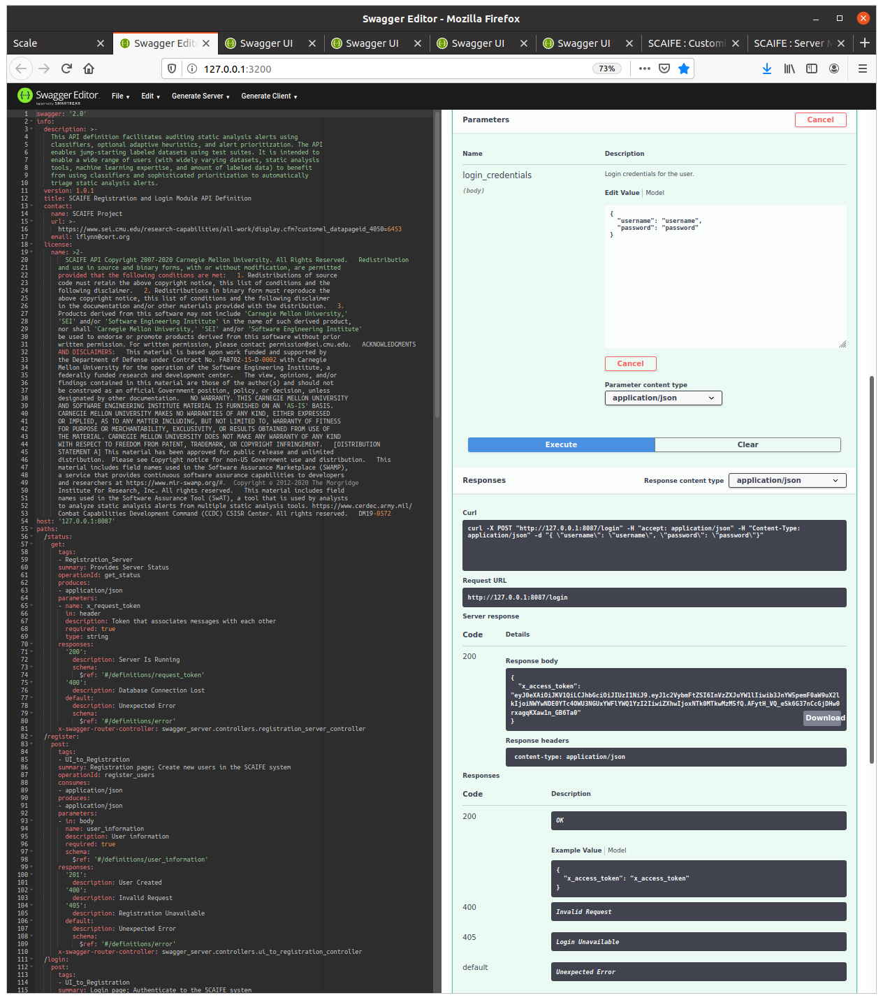 Swagger Editor - Mozilla Firefox
Scale
Swagger Edit
Swagger UI
Swagger UI
Swagger UI
Swagger UI
SCAIFE : Customi
SCAIFE : Server M
127.0.0.1:3200
73%
Swagger Editor.
Supported by SMARTBEAR
File
Edit
Generate Server
Generate Client
1 swagger: '2.0'
2 info:
3 description: >-
4 This API definition facilitates auditing static analysis alerts using
5 classifiers, optional adaptive heuristics, and alert prioritization. The API
6 enables jump-starting labeled datasets using test suites. It is intended to
7 enable a wide range of users (with widely varying datasets, static analysis
8 tools, machine learning expertise, and amount of labeled data) to benefit
9 from using classifiers and sophisticated prioritization to automatically
10 triage static analysis alerts.
11 version: 1.0.1
12 title: SCAIFE Registration and Login Module API Definition
13 contact:
14 name: SCAIFE Project
15 url: >-
16 https://www.sei.cmu.edu/research-capabilities/all-work/display.cfm?customel_datapageid_4050=6453
17 email: lflynn@cert.org
18 license:
19 name: >2-
20 SCAIFE API Copyright 2007-2020 Carnegie Mellon University. All Rights Reserved. Redistribution
21 and use in source and binary forms, with or without modification, are permitted
22 provided that the following conditions are met: 1. Redistributions of source
23 code must retain the above copyright notice, this list of conditions and the
24 following disclaimer. 2. Redistributions in binary form must reproduce the
25 above copyright notice, this list of conditions and the following disclaimer
26 in the documentation and/or other materials provided with the distribution. 3.
27 Products derived from this software may not include 'Carnegie Mellon University,'
28 'SEI' and/or 'Software Engineering Institute' in the name of such derived product,
29 nor shall 'Carnegie Mellon University,' 'SEI' and/or 'Software Engineering Institute'
30 be used to endorse or promote products derived from this software without prior
31 written permission. For written permission, please contact permission@sei.cmu.edu. ACKNOWLEDGMENTS
32 AND DISCLAIMERS: This material is based upon work funded and supported by
33 the Department of Defense under Contract No. FA8702-15-D-0002 with Carnegie
34 Mellon University for the operation of the Software Engineering Institute, a
35 federally funded research and development center. The view, opinions, and/or
36 findings contained in this material are those of the author(s) and should not
37 be construed as an official Government position, policy, or decision, unless
38 designated by other documentation. NO WARRANTY. THIS CARNEGIE MELLON UNIVERSITY
39 AND SOFTWARE ENGINEERING INSTITUTE MATERIAL IS FURNISHED ON AN 'AS-IS' BASIS.
40 CARNEGIE MELLON UNIVERSITY MAKES NO WARRANTIES OF ANY KIND, EITHER EXPRESSED
41 OR IMPLIED, AS TO ANY MATTER INCLUDING, BUT NOT LIMITED TO, WARRANTY OF FITNESS
42 FOR PURPOSE OR MERCHANTABILITY, EXCLUSIVITY, OR RESULTS OBTAINED FROM USE OF
43 THE MATERIAL. CARNEGIE MELLON UNIVERSITY DOES NOT MAKE ANY WARRANTY OF ANY KIND
44 WITH RESPECT TO FREEDOM FROM PATENT, TRADEMARK, OR COPYRIGHT INFRINGEMENT. [DISTRIBUTION
45 STATEMENT A] This material has been approved for public release and unlimited
46 distribution. Please see Copyright notice for non-US Government use and distribution. This
47 material includes field names used in the Software Assurance Marketplace (SWAMP),
48 a service that provides continuous software assurance capabilities to developers
49 and researchers at https://www.mir-swamp.org/#. Copyright © 2012-2020 The Morgridge
50 Institute for Research, Inc. All rights reserved. This material includes field
51 names used in the Software Assurance Tool (SwAT), a tool that is used by analysts
52 to analyze static analysis alerts from multiple static analysis tools. https://www.cerdec.army.mil/
53 Combat Capabilities Development Command (CCDC) C5ISR Center. All rights reserved. DM19-0572
54 host: '127.0.0.1:8087'
55 paths:
56 /status:
57 get:
58 tags:
59 - Registration_Server
60 summary: Provides Server Status
61 operationId: get_status
62 produces:
63 - application/json
64 parameters:
65 - name: x_request_token
66 in: header
67 description: Token that associates messages with each other
68 required: true
69 type: string
70 responses:
71 '200':
72 description: Server Is Running
73 schema:
74 $ref: '#/definitions/request_token'
75 '400':
76 description: Database Connection Lost
77 default:
78 description: Unexpected Error
79 schema:
80 $ref: '#/definitions/error'
81 x-swagger-router-controller: swagger_server.controllers.registration_server_controller
82 /register:
83 post:
84 tags:
85 - UI_to_Registration
86 summary: Registration page; Create new users in the SCAIFE system
87 operationId: register_users
88 consumes:
89 - application/json
90 produces:
91 - application/json
92 parameters:
93 - in: body
94 name: user_information
95 description: User information
96 required: true
97 schema:
98 $ref: '#/definitions/user_information'
99 responses:
100 '201':
101 description: User Created
102 '400':
103 description: Invalid Request
104 '405':
105 description: Registration Unavailable
106 default:
107 description: Unexpected Error
108 schema:
109 $ref: '#/definitions/error'
110 x-swagger-router-controller: swagger_server.controllers.ui_to_registration_controller
111 /login:
112 post:
113 tags:
114 - UI_to_Registration
115 summary: Login page; Authenticate to the SCAIFE system
Parameters
Cancel
Name Description
login_credentials
(body)
Login credentials for the user.
Edit Value Model
{
"username": "username",
"password": "password"
}
Cancel
Parameter content type
application/json
Execute Clear
Responses
Response content type application/json
Curl
curl -X POST "http://127.0.0.1:8087/login" -H "accept: application/json" -H "Content-Type:
application/json" -d "{ \"username\": \"username\", \"password\": \"password\"}"
Request URL
http://127.0.0.1:8087/login
Server response
Code Details
200
Response body
{
"x_access_token":
"eyJ0eXAiOiJKV1QiLCJhbGciOiJIUzI1NiJ9.eyJ1c2VybmFtZSI6InVzZXJuYW1lIiwib3JnYW5pemF0aW9uX2l
kIjoiNWYwNDE0YTc4OWU3NGUxYWFlYWQ1YzI2IiwiZXhwIjoxNTk0MTkwMzM5fQ.AFytH_VQ_eSk6G37nCcGjDHw0
rxagqKXaw1n_GB6Ta0"
}
Download
Response headers
content-type: application/json
Responses
Code Description
200
OK
Example Value Model
{
"x_access_token": "x_access_token"
}
400
Invalid Request
405
Login Unavailable
default
Unexpected Error